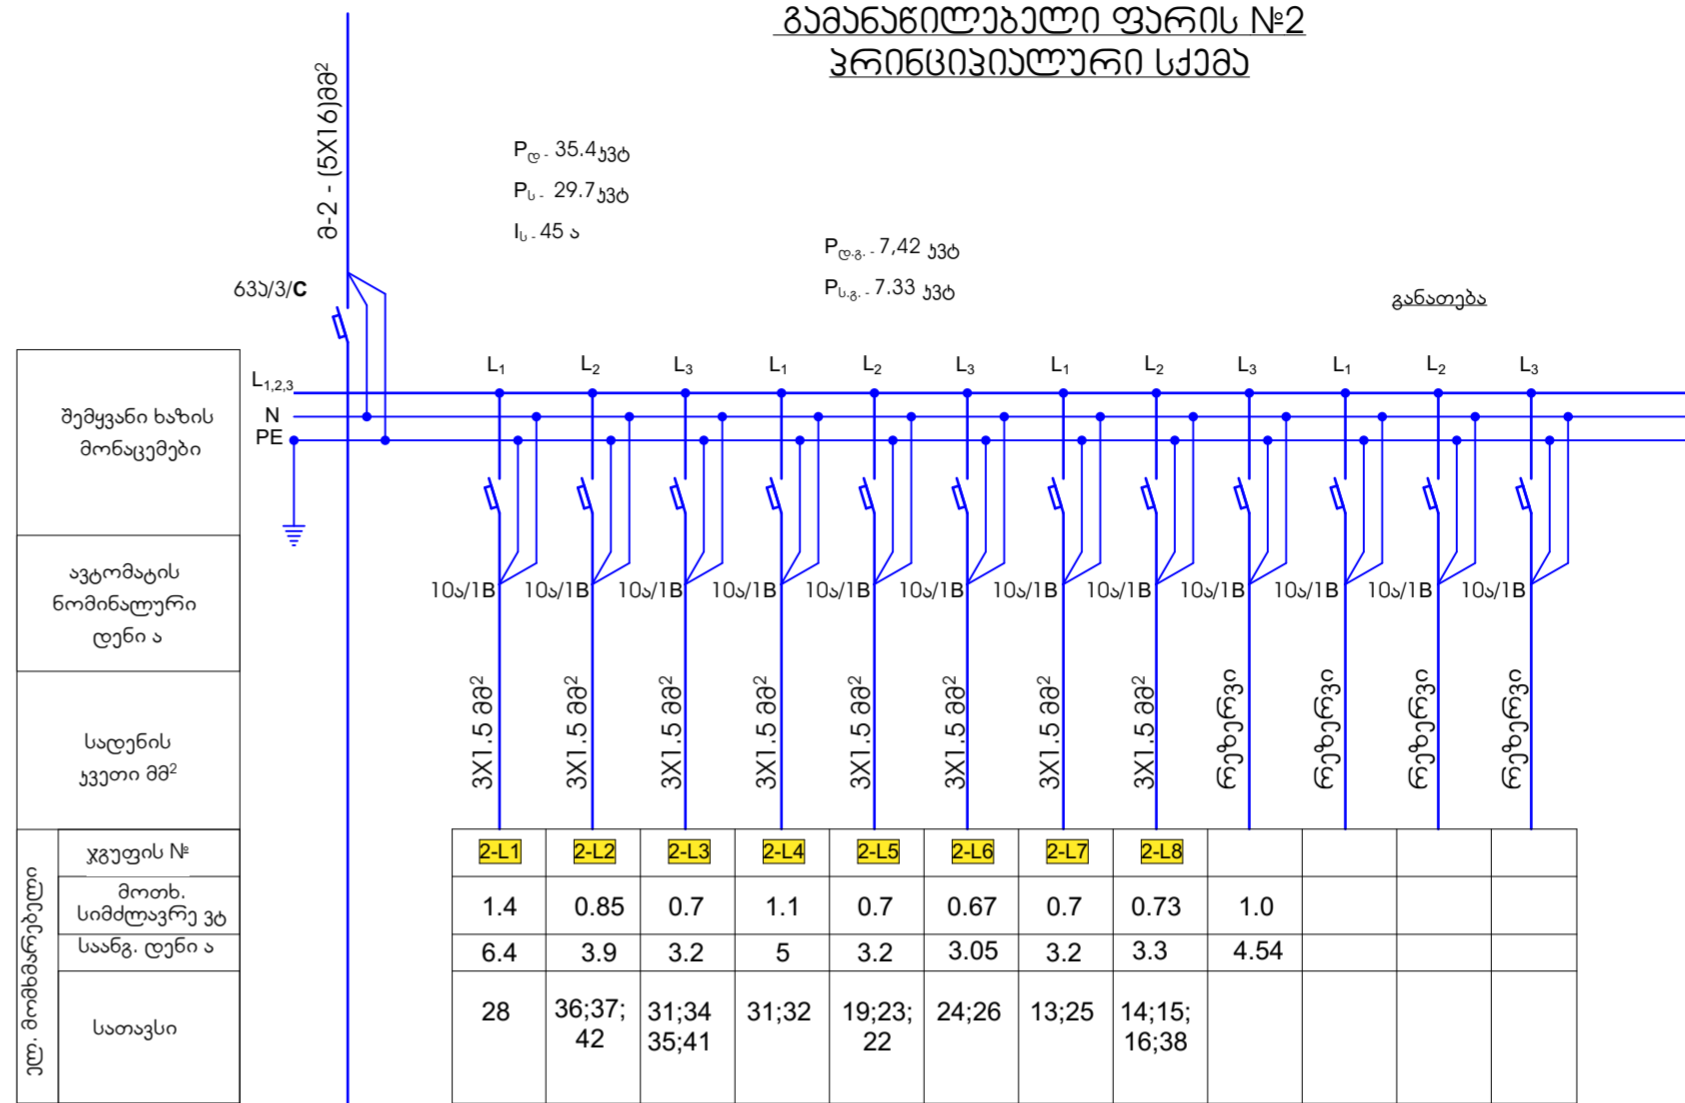 გამანაწილებელი ფარის №2
პრინციპიალური სქემა
მ-2 - (5X16)მმ²
Pდ - 35.4კვტ
Pს - 29.7კვტ
Iს - 45 ა
Pდ.გ. - 7,42 კვტ
Pს.გ. - 7.33 კვტ
63ა/3/C
განათება
L1,2,3
N
PE
L1 L2 L3 L1 L2 L3 L1 L2 L3 L1 L2 L3
შემყვანი ხაზის
მონაცემები
ავტომატის
ნომინალური
დენი ა
10ა/1B 10ა/1B 10ა/1B 10ა/1B 10ა/1B 10ა/1B 10ა/1B 10ა/1B 10ა/1B 10ა/1B 10ა/1B 10ა/1B
სადენის
კვეთი მმ²
3X1.5 მმ² 3X1.5 მმ² 3X1.5 მმ² 3X1.5 მმ² 3X1.5 მმ² 3X1.5 მმ² 3X1.5 მმ² 3X1.5 მმ² რეზერვი რეზერვი რეზერვი რეზერვი
ელ. მომხმარებელი
ჯგუფის №
2-L1 2-L2 2-L3 2-L4 2-L5 2-L6 2-L7 2-L8
მოთხ.
სიმძლავრე ვტ
1.4 0.85 0.7 1.1 0.7 0.67 0.7 0.73 1.0
საანგ. დენი ა
6.4 3.9 3.2 5 3.2 3.05 3.2 3.3 4.54
სათავსი
28 36;37; 31;34 31;32 19;23; 24;26 13;25 14;15;
42 35;41 22 16;38